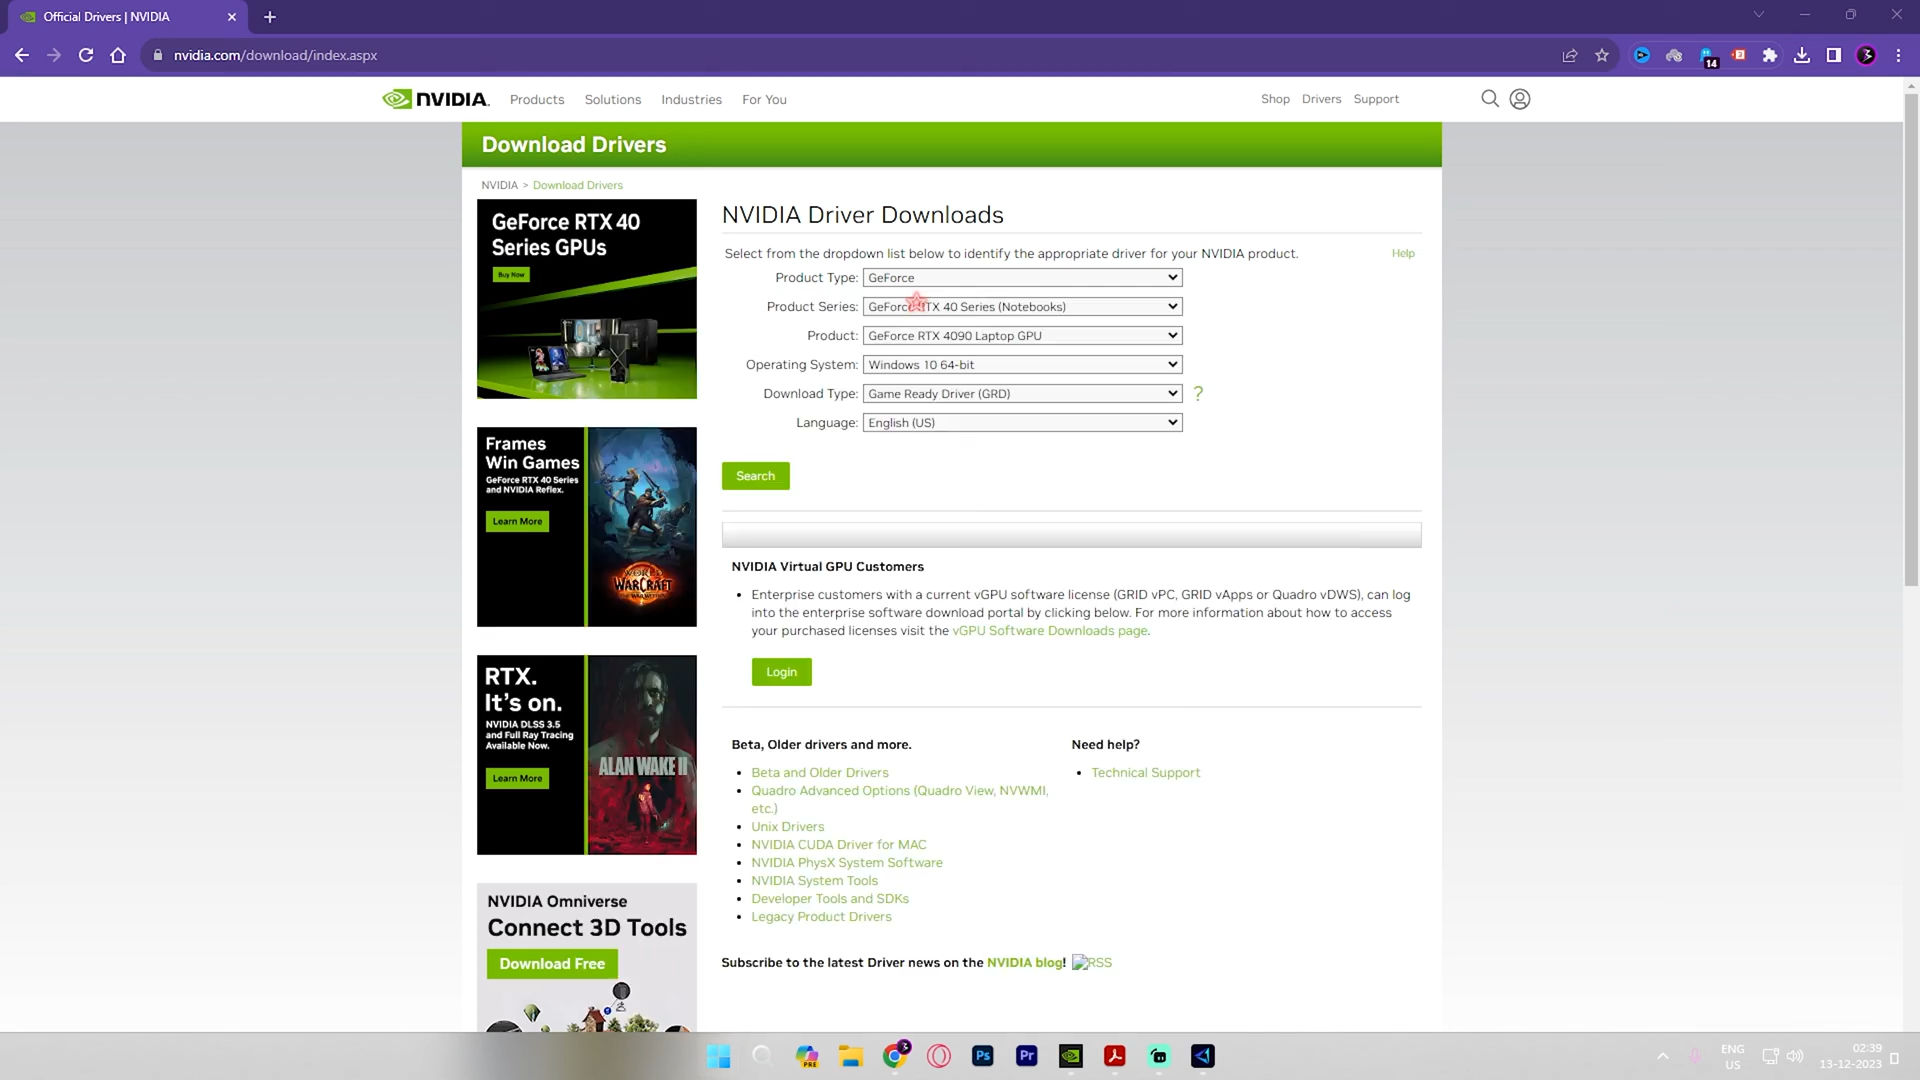 Official Drivers | NVIDIA
nvidia.com/download/index.aspx
14
NVIDIA.
Products
Solutions
Industries
For You
Shop
Drivers
Support
Download Drivers
NVIDIA > Download Drivers
GeForce RTX 40
Series GPUs
Buy Now
NVIDIA Driver Downloads
Select from the dropdown list below to identify the appropriate driver for your NVIDIA product.
Help
Product Type: GeForce
Product Series: GeForce RTX 40 Series (Notebooks)
Product: GeForce RTX 4090 Laptop GPU
Operating System: Windows 10 64-bit
Download Type: Game Ready Driver (GRD) ?
Language: English (US)
Search
Frames
Win Games
GeForce RTX 40 Series
and NVIDIA Reflex.
Learn More
WORLD
WARCRAFT
NVIDIA Virtual GPU Customers
Enterprise customers with a current vGPU software license (GRID vPC, GRID vApps or Quadro vDWS), can log
into the enterprise software download portal by clicking below. For more information about how to access
your purchased licenses visit the vGPU Software Downloads page.
Login
RTX.
It's on.
NVIDIA DLSS 3.5
and Full Ray Tracing
Available Now.
Learn More
ALAN WAKE II
Beta, Older drivers and more.
Beta and Older Drivers
Quadro Advanced Options (Quadro View, NVWMI,
etc.)
Unix Drivers
NVIDIA CUDA Driver for MAC
NVIDIA PhysX System Software
NVIDIA System Tools
Developer Tools and SDKs
Legacy Product Drivers
Need help?
Technical Support
NVIDIA Omniverse
Connect 3D Tools
Download Free
Subscribe to the latest Driver news on the NVIDIA blog! RSS
PRE
Ps
Pr
ENG
US
02:39
13-12-2023